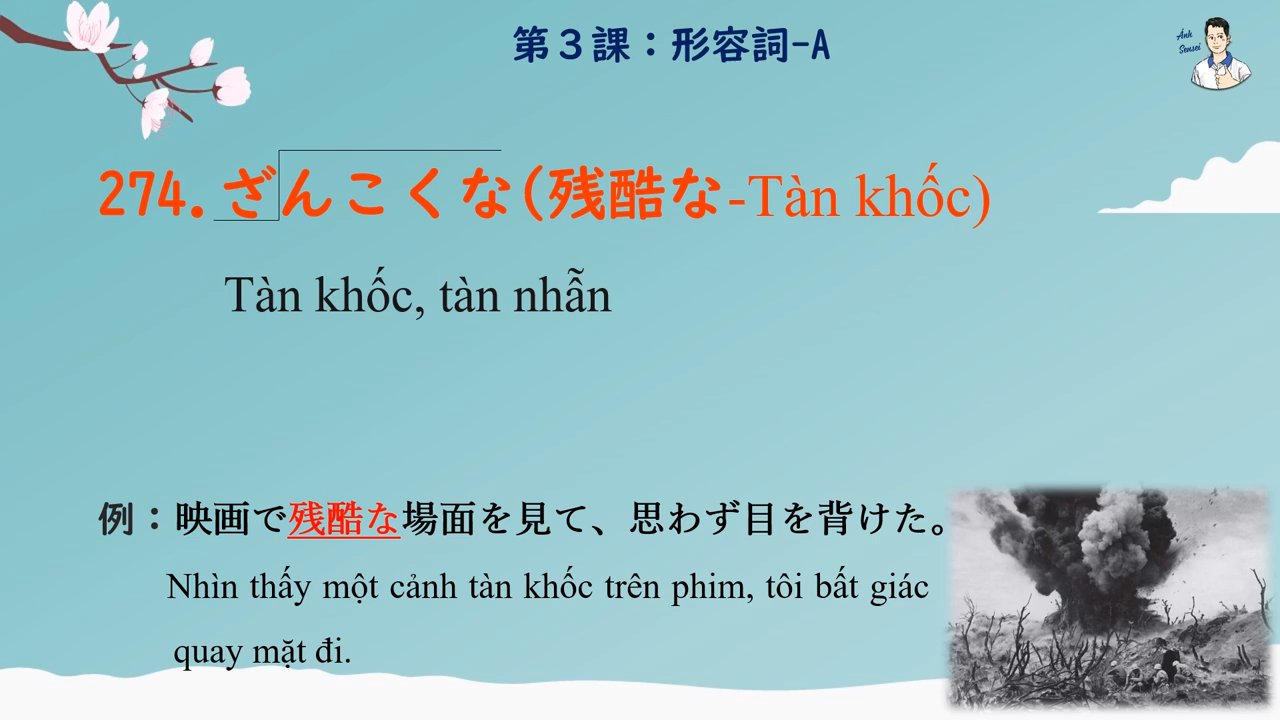 第３課：形容詞-A
Ánh
Sensei
274.ざんこくな(残酷な-Tàn khốc)
Tàn khốc, tàn nhẫn
例：映画で残酷な場面を見て、思わず目を背けた。
Nhìn thấy một cảnh tàn khốc trên phim, tôi bất giác
quay mặt đi.